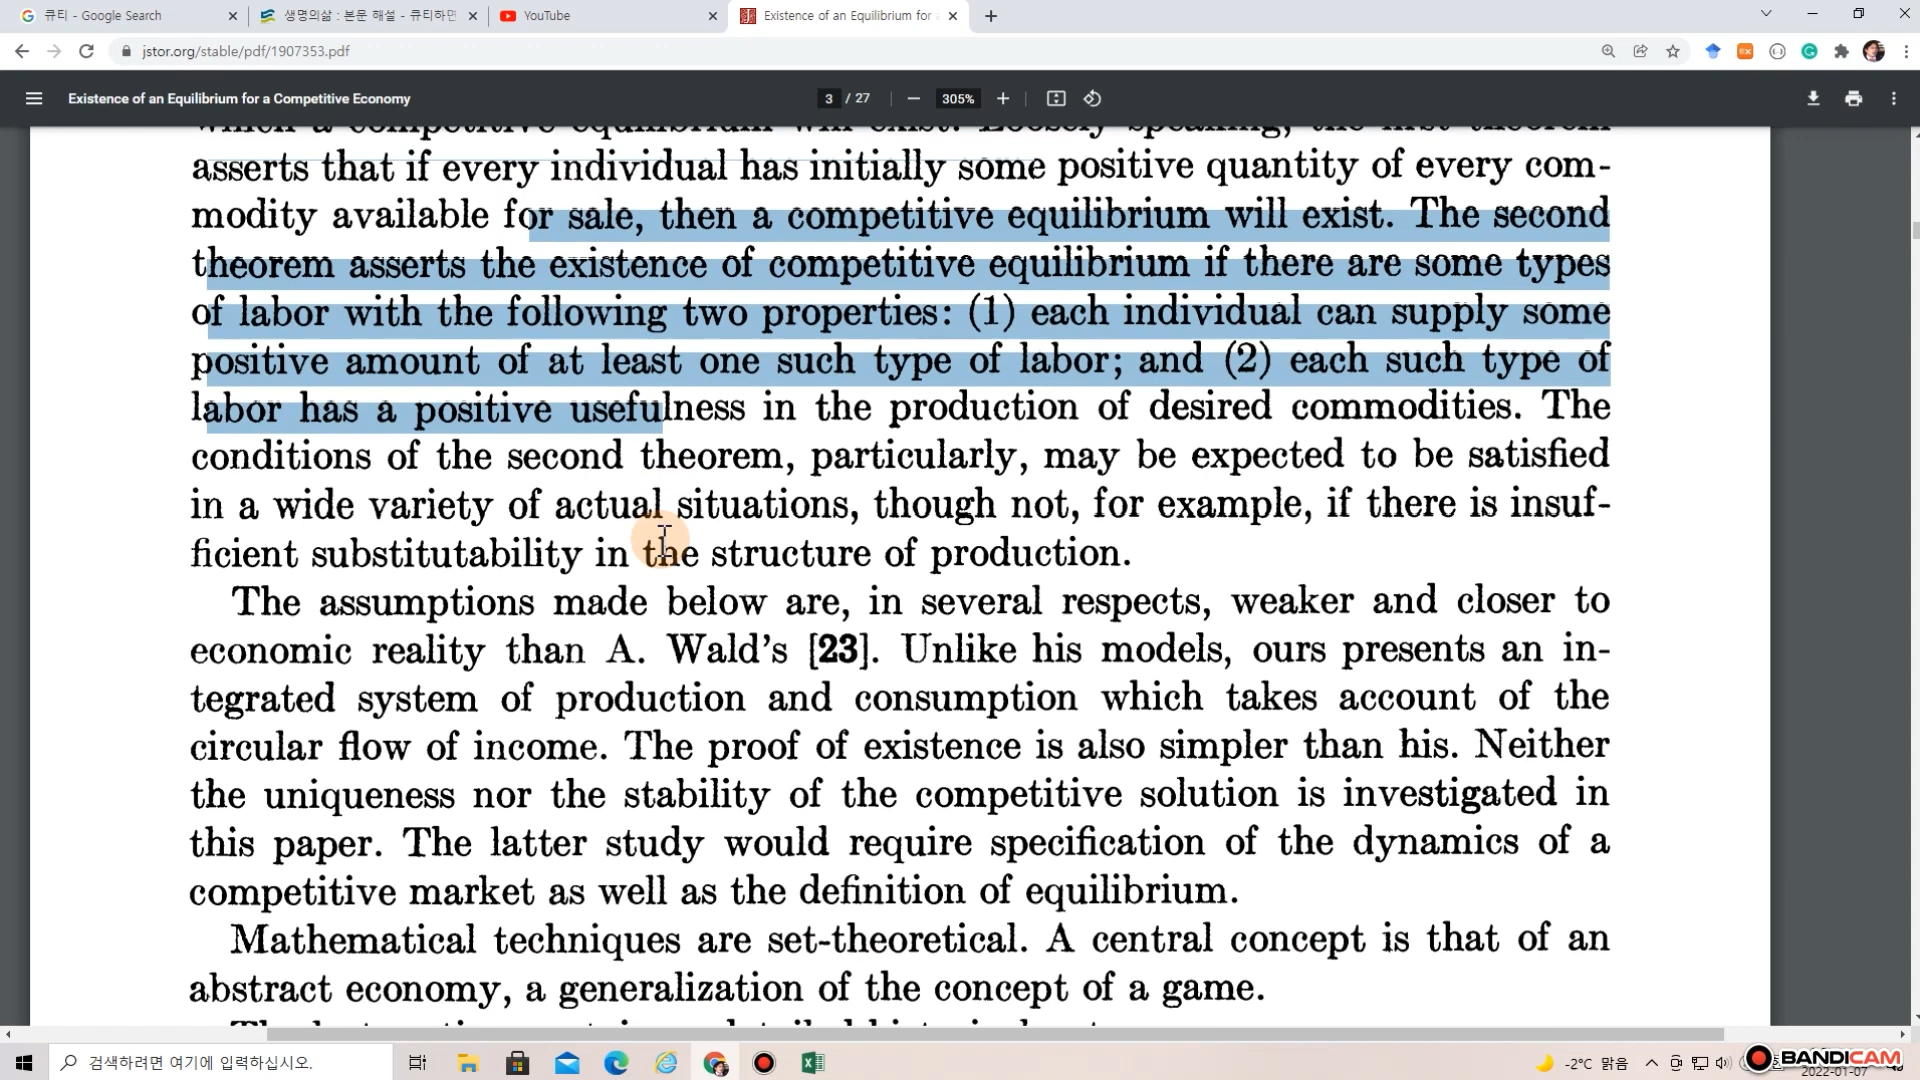 큐티 - Google Search
생명의삶 : 본문 해설 - 큐티하면
YouTube
Existence of an Equilibrium for a
jstor.org/stable/pdf/1907353.pdf
Existence of an Equilibrium for a Competitive Economy
3 / 27
305%
which a competitive equilibrium will exist. Loosely speaking, the first theorem
asserts that if every individual has initially some positive quantity of every com-
modity available for sale, then a competitive equilibrium will exist. The second
theorem asserts the existence of competitive equilibrium if there are some types
of labor with the following two properties: (1) each individual can supply some
positive amount of at least one such type of labor; and (2) each such type of
labor has a positive usefulness in the production of desired commodities. The
conditions of the second theorem, particularly, may be expected to be satisfied
in a wide variety of actual situations, though not, for example, if there is insuf-
ficient substitutability in the structure of production.
The assumptions made below are, in several respects, weaker and closer to
economic reality than A. Wald's [23]. Unlike his models, ours presents an in-
tegrated system of production and consumption which takes account of the
circular flow of income. The proof of existence is also simpler than his. Neither
the uniqueness nor the stability of the competitive solution is investigated in
this paper. The latter study would require specification of the dynamics of a
competitive market as well as the definition of equilibrium.
Mathematical techniques are set-theoretical. A central concept is that of an
abstract economy, a generalization of the concept of a game.
검색하려면 여기에 입력하십시오.
-2°C 맑음
BANDICAM
2022-01-07